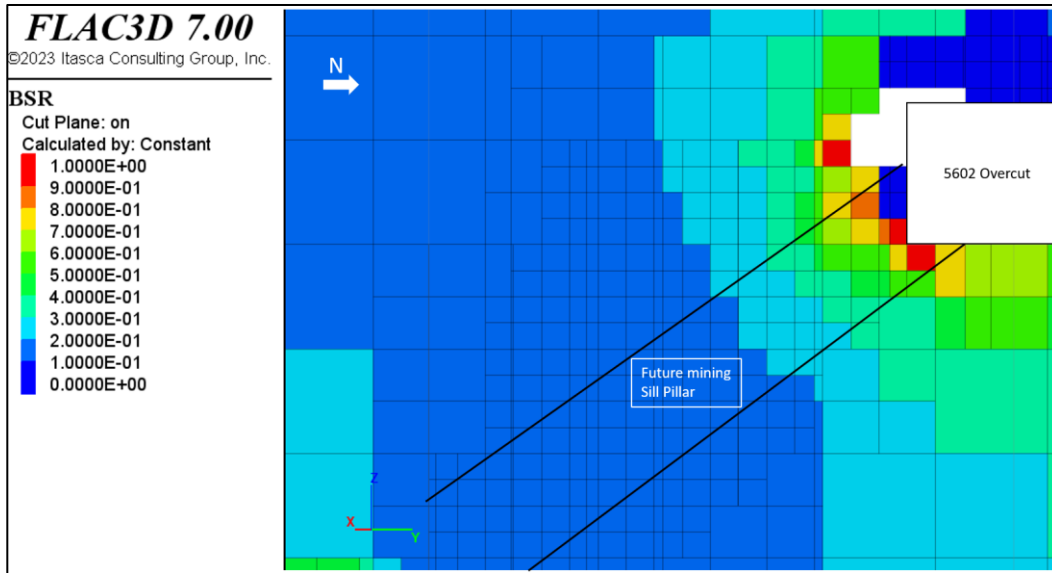 FLAC3D 7.00
©2023 Itasca Consulting Group, Inc.
BSR
Cut Plane: on
Calculated by: Constant
1.0000E+00
9.0000E-01
8.0000E-01
7.0000E-01
6.0000E-01
5.0000E-01
4.0000E-01
3.0000E-01
2.0000E-01
1.0000E-01
0.0000E+00
N
5602 Overcut
Future mining
Sill Pillar
Z
X
Y